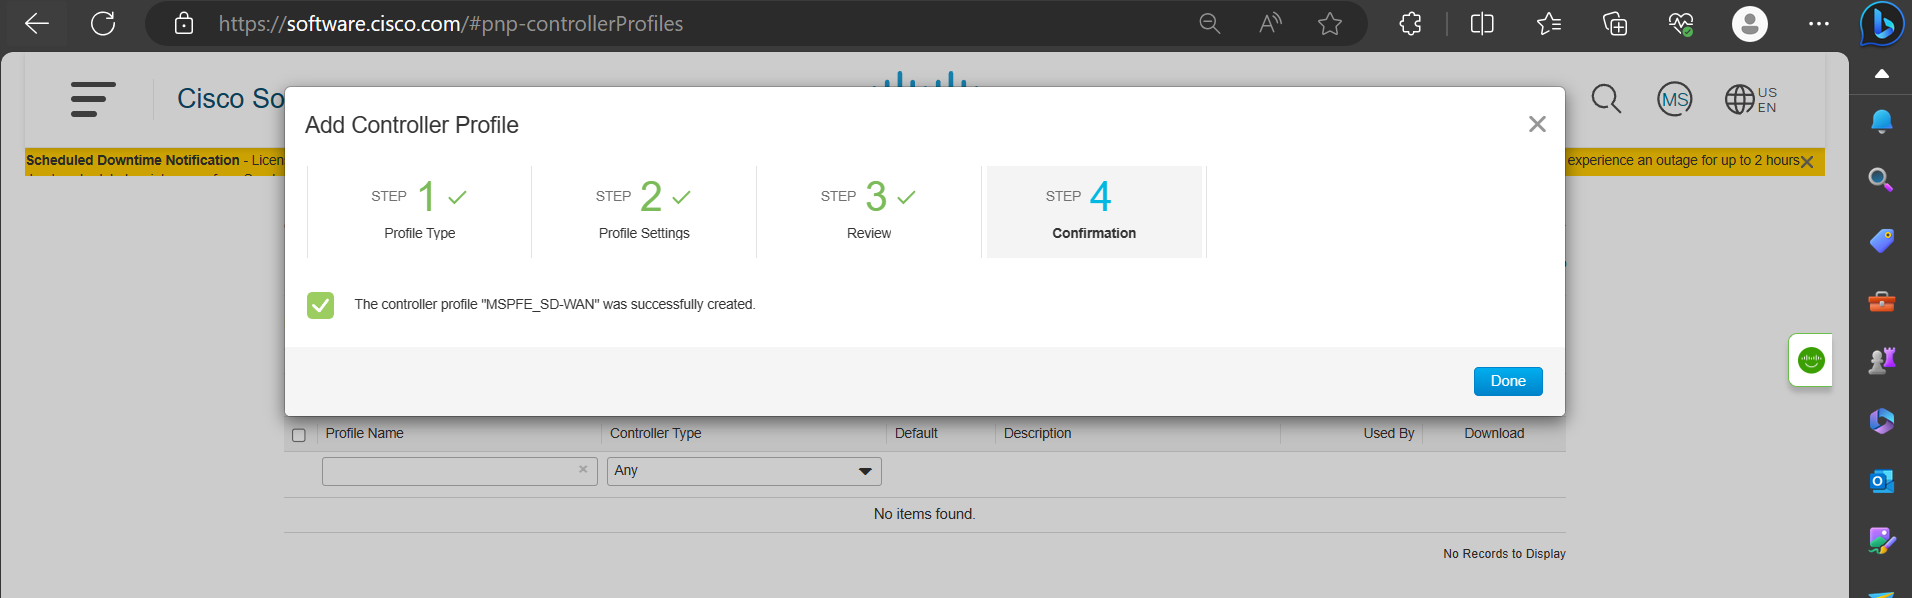 https://software.cisco.com/#pnp-controllerProfiles
Cisco So
MS
US
EN
Scheduled Downtime Notification - Licen
experience an outage for up to 2 hours
Add Controller Profile
STEP 1
Profile Type
STEP 2
Profile Settings
STEP 3
Review
STEP 4
Confirmation
The controller profile "MSPFE_SD-WAN" was successfully created.
Done
Profile Name Controller Type Default Description Used By Download
Any
No items found.
No Records to Display